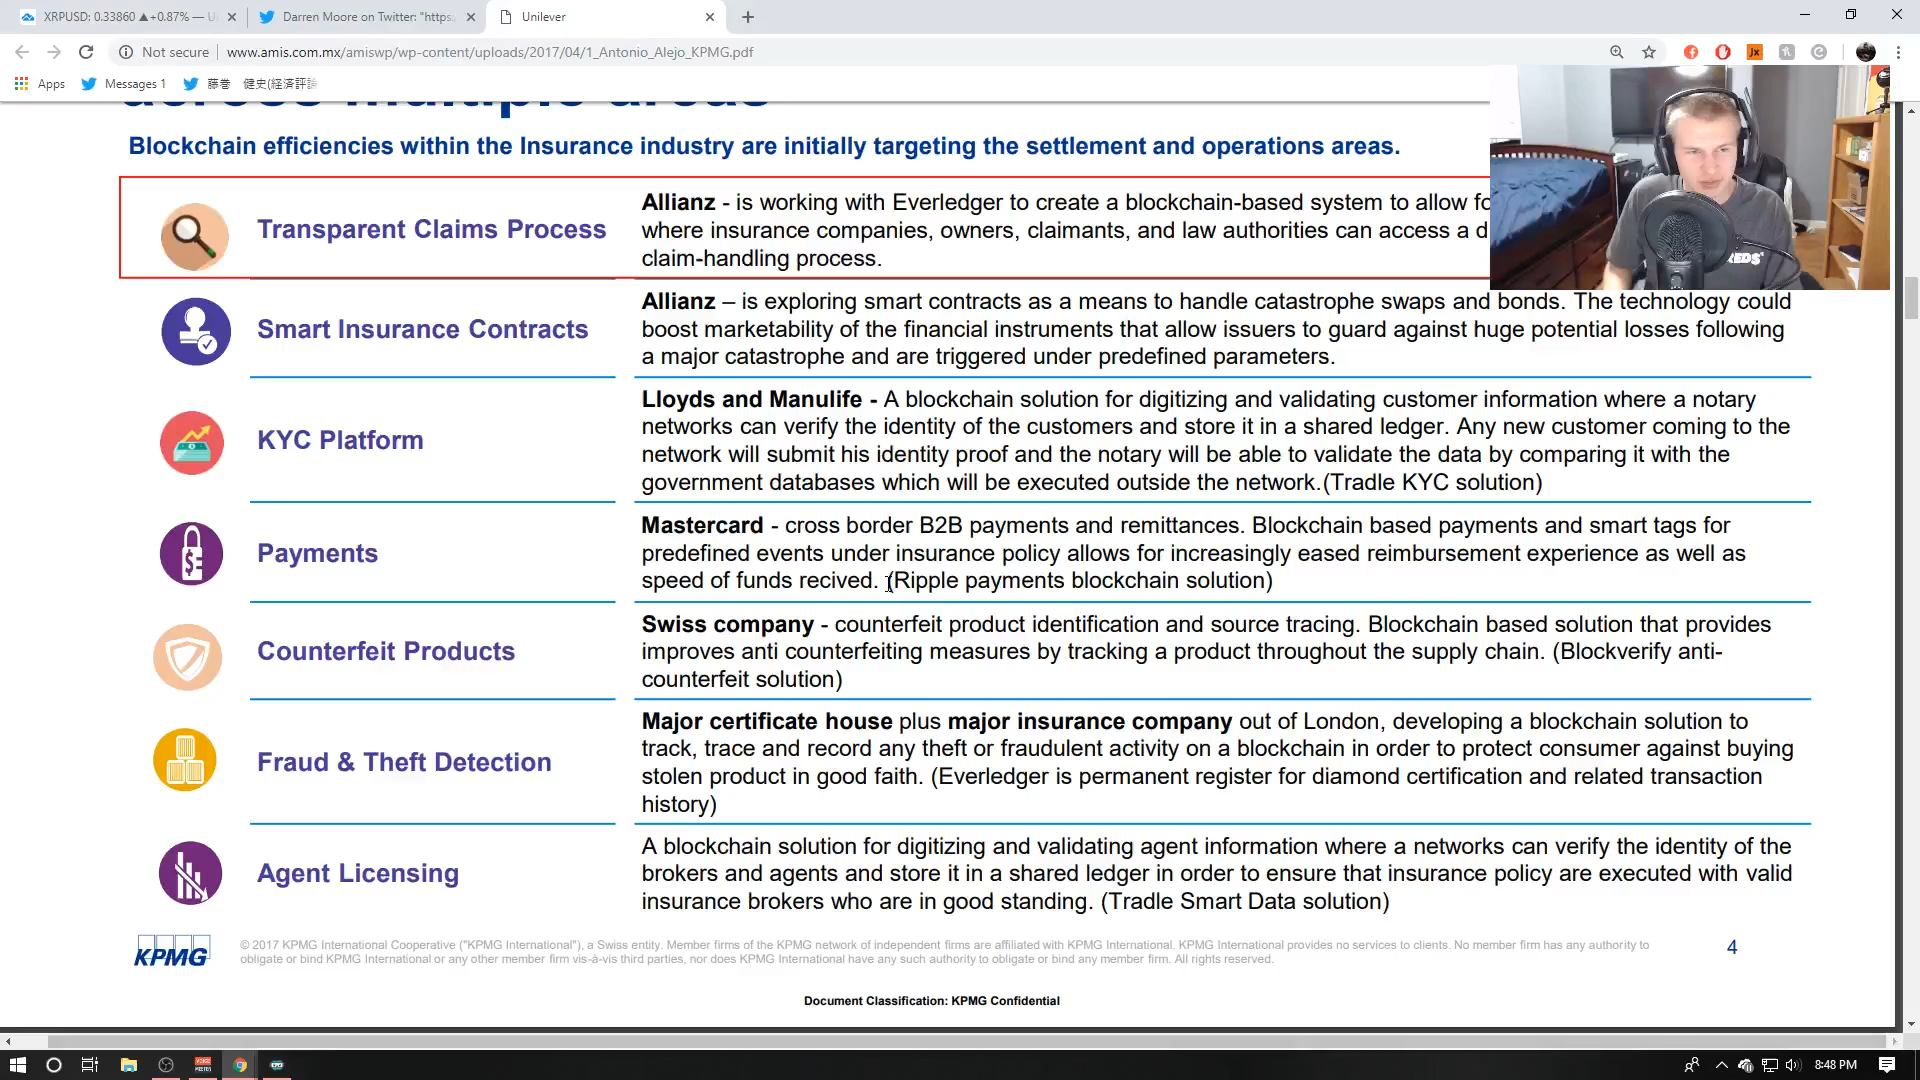 XRPUSD: 0.33860 ▲+0.87% — U
Darren Moore on Twitter: "https:
Unilever
Not secure
www.amis.com.mx/amiswp/wp-content/uploads/2017/04/1_Antonio_Alejo_KPMG.pdf
Apps
Messages 1
藤巻 健史(経済評論
across multiple areas
Blockchain efficiencies within the Insurance industry are initially targeting the settlement and operations areas.
Transparent Claims Process
Allianz - is working with Everledger to create a blockchain-based system to allow fo
where insurance companies, owners, claimants, and law authorities can access a d
claim-handling process.
Smart Insurance Contracts
Allianz – is exploring smart contracts as a means to handle catastrophe swaps and bonds. The technology could
boost marketability of the financial instruments that allow issuers to guard against huge potential losses following
a major catastrophe and are triggered under predefined parameters.
KYC Platform
Lloyds and Manulife - A blockchain solution for digitizing and validating customer information where a notary
networks can verify the identity of the customers and store it in a shared ledger. Any new customer coming to the
network will submit his identity proof and the notary will be able to validate the data by comparing it with the
government databases which will be executed outside the network.(Tradle KYC solution)
Payments
Mastercard - cross border B2B payments and remittances. Blockchain based payments and smart tags for
predefined events under insurance policy allows for increasingly eased reimbursement experience as well as
speed of funds recived. (Ripple payments blockchain solution)
Counterfeit Products
Swiss company - counterfeit product identification and source tracing. Blockchain based solution that provides
improves anti counterfeiting measures by tracking a product throughout the supply chain. (Blockverify anti-
counterfeit solution)
Fraud & Theft Detection
Major certificate house plus major insurance company out of London, developing a blockchain solution to
track, trace and record any theft or fraudulent activity on a blockchain in order to protect consumer against buying
stolen product in good faith. (Everledger is permanent register for diamond certification and related transaction
history)
Agent Licensing
A blockchain solution for digitizing and validating agent information where a networks can verify the identity of the
brokers and agents and store it in a shared ledger in order to ensure that insurance policy are executed with valid
insurance brokers who are in good standing. (Tradle Smart Data solution)
KPMG
© 2017 KPMG International Cooperative ("KPMG International"), a Swiss entity. Member firms of the KPMG network of independent firms are affiliated with KPMG International. KPMG International provides no services to clients. No member firm has any authority to
obligate or bind KPMG International or any other member firm vis-à-vis third parties, nor does KPMG International have any such authority to obligate or bind any member firm. All rights reserved.
4
Document Classification: KPMG Confidential
8:48 PM